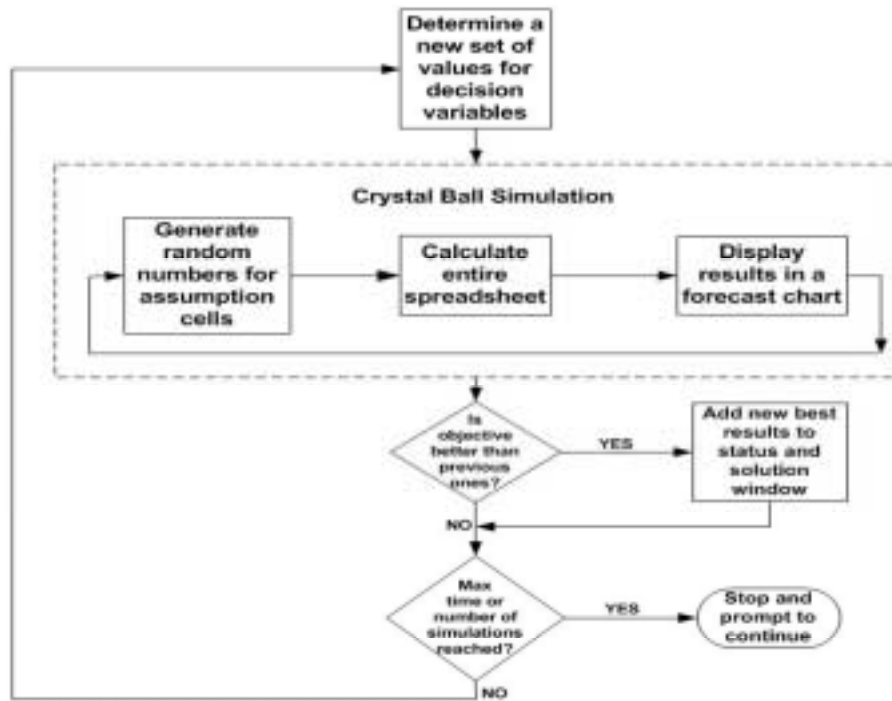 Determine a
new set of
values for
decision
variables
Crystal Ball Simulation
Generate
random
numbers for
assumption
cells
Calculate
entire
spreadsheet
Display
results in a
forecast chart
Is
objective
better than
previous
ones?
YES
Add new best
results to
status and
solution
window
NO
Max
time or
number of
simulations
reached?
YES
Stop and
prompt to
continue
NO